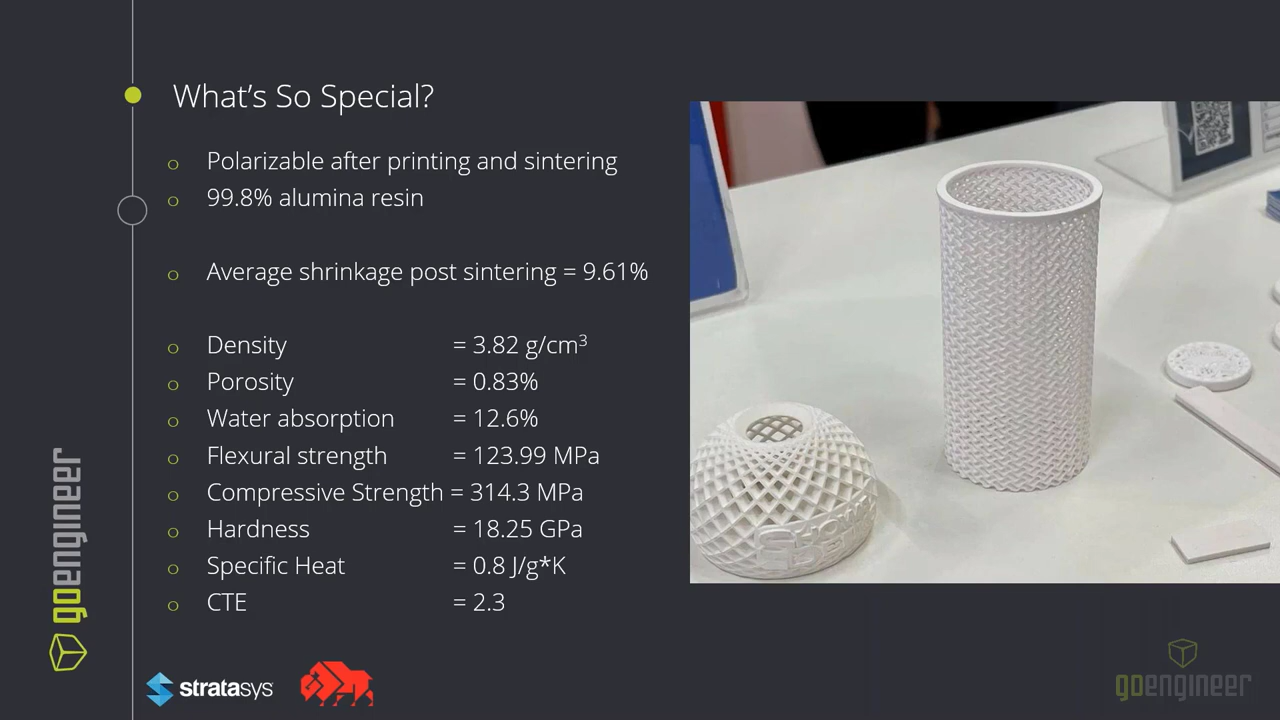 What's So Special?
o Polarizable after printing and sintering
o 99.8% alumina resin
o Average shrinkage post sintering = 9.61%
o Density = 3.82 g/cm³
o Porosity = 0.83%
o Water absorption = 12.6%
o Flexural strength = 123.99 MPa
o Compressive Strength = 314.3 MPa
o Hardness = 18.25 GPa
o Specific Heat = 0.8 J/g*K
o CTE = 2.3
goengineer
stratasys
goengineer